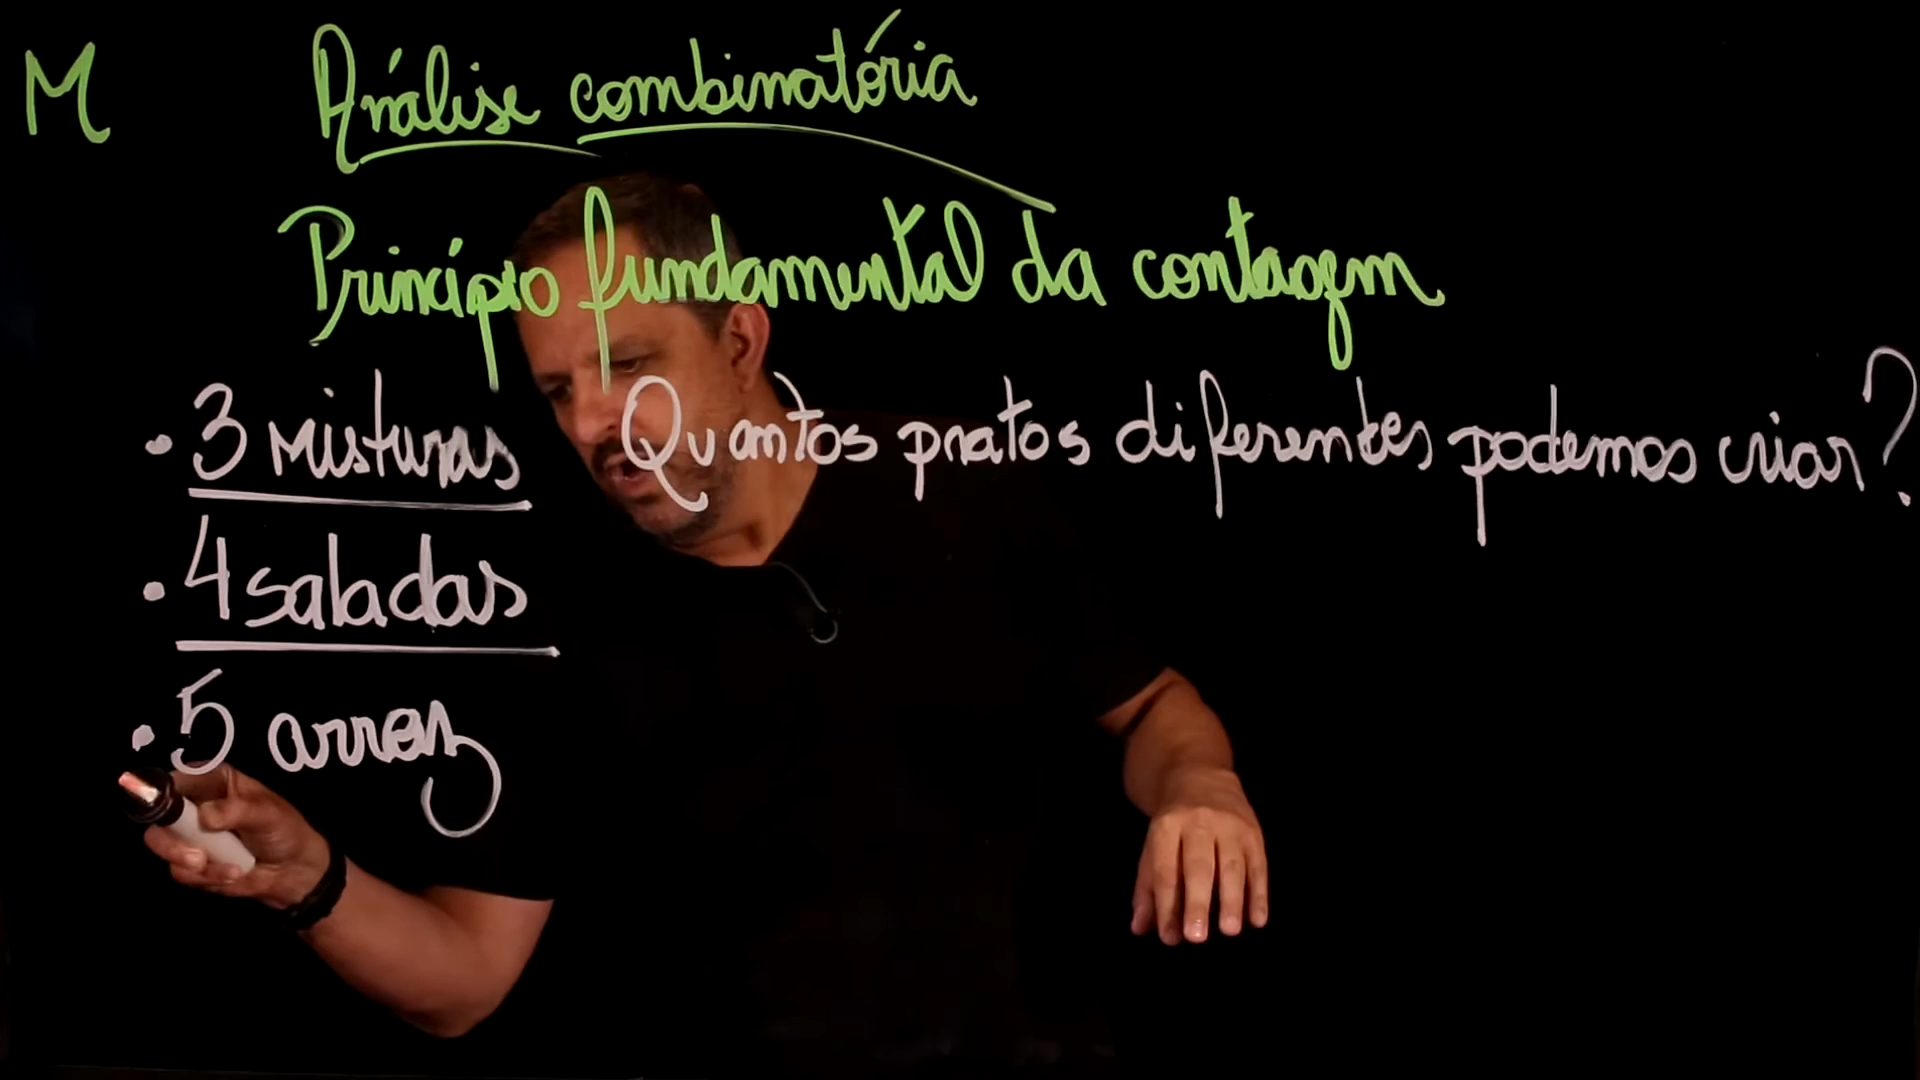 M Análise combinatória
Princípio fundamental da contagem
• 3 misturas Quantos pratos diferentes podemos criar?
• 4 saladas
• 5 arroz